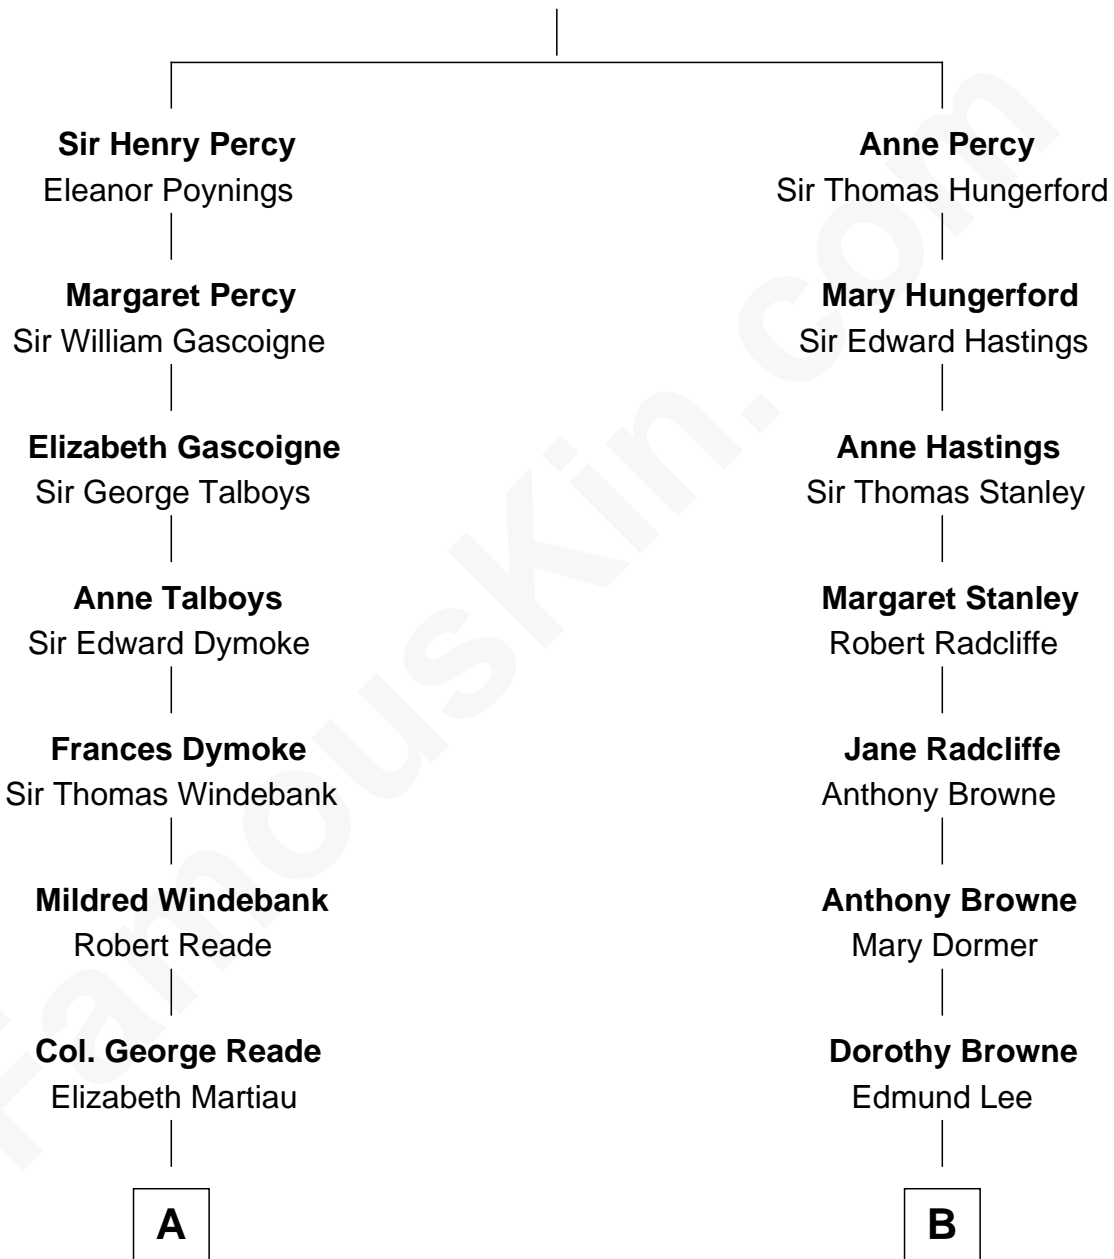 Sir Henry Percy
Eleanor Poynings
Margaret Percy
Sir William Gascoigne
Elizabeth Gascoigne
Sir George Talboys
Anne Talboys
Sir Edward Dymoke
Frances Dymoke
Sir Thomas Windebank
Mildred Windebank
Robert Reade
Col. George Reade
Elizabeth Martiau
A
Anne Percy
Sir Thomas Hungerford
Mary Hungerford
Sir Edward Hastings
Anne Hastings
Sir Thomas Stanley
Margaret Stanley
Robert Radcliffe
Jane Radcliffe
Anthony Browne
Anthony Browne
Mary Dormer
Dorothy Browne
Edmund Lee
B
FamousKin.com